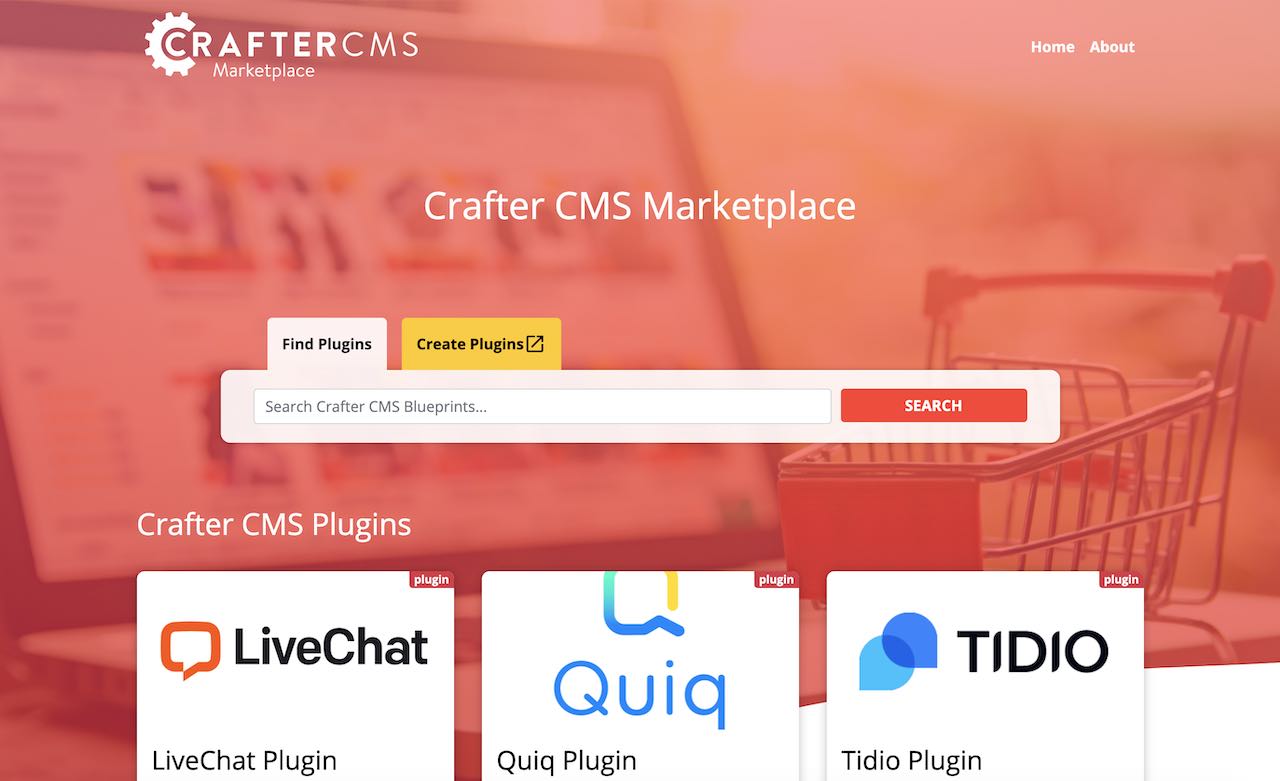 CRAFTERCMS
Marketplace
Home About
Crafter CMS Marketplace
Find Plugins Create Plugins
Search Crafter CMS Blueprints...
SEARCH
Crafter CMS Plugins
plugin plugin plugin
LiveChat Quiq TIDIO
LiveChat Plugin Quiq Plugin Tidio Plugin